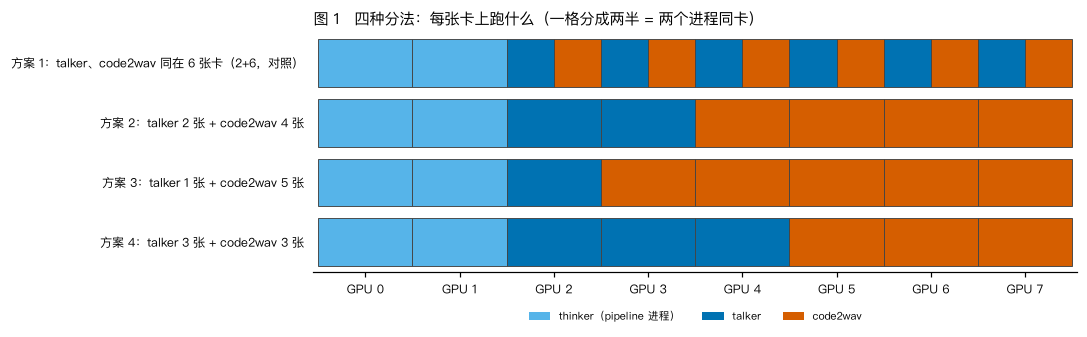 图 1　四种分法：每张卡上跑什么（一格分成两半 = 两个进程同卡）
方案 1：talker、code2wav 同在 6 张卡（2+6，对照）
方案 2：talker 2 张 + code2wav 4 张
方案 3：talker 1 张 + code2wav 5 张
方案 4：talker 3 张 + code2wav 3 张
GPU 0 GPU 1 GPU 2 GPU 3 GPU 4 GPU 5 GPU 6 GPU 7
thinker（pipeline 进程） talker code2wav